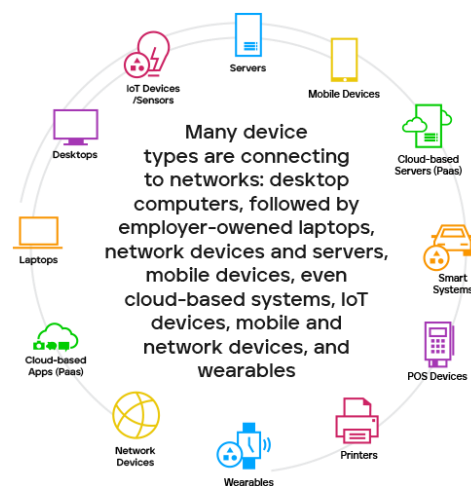 Servers
IoT Devices
/Sensors
Mobile Devices
Desktops
Cloud-based
Servers (Paas)
Many device
types are connecting
to networks: desktop
computers, followed by
employer-owened laptops,
network devices and servers,
mobile devices, even
cloud-based systems, IoT
devices, mobile and
network devices, and
wearables
Laptops
Smart
Systems
Cloud-based
Apps (Paas)
POS Devices
Network
Devices
Printers
Wearables